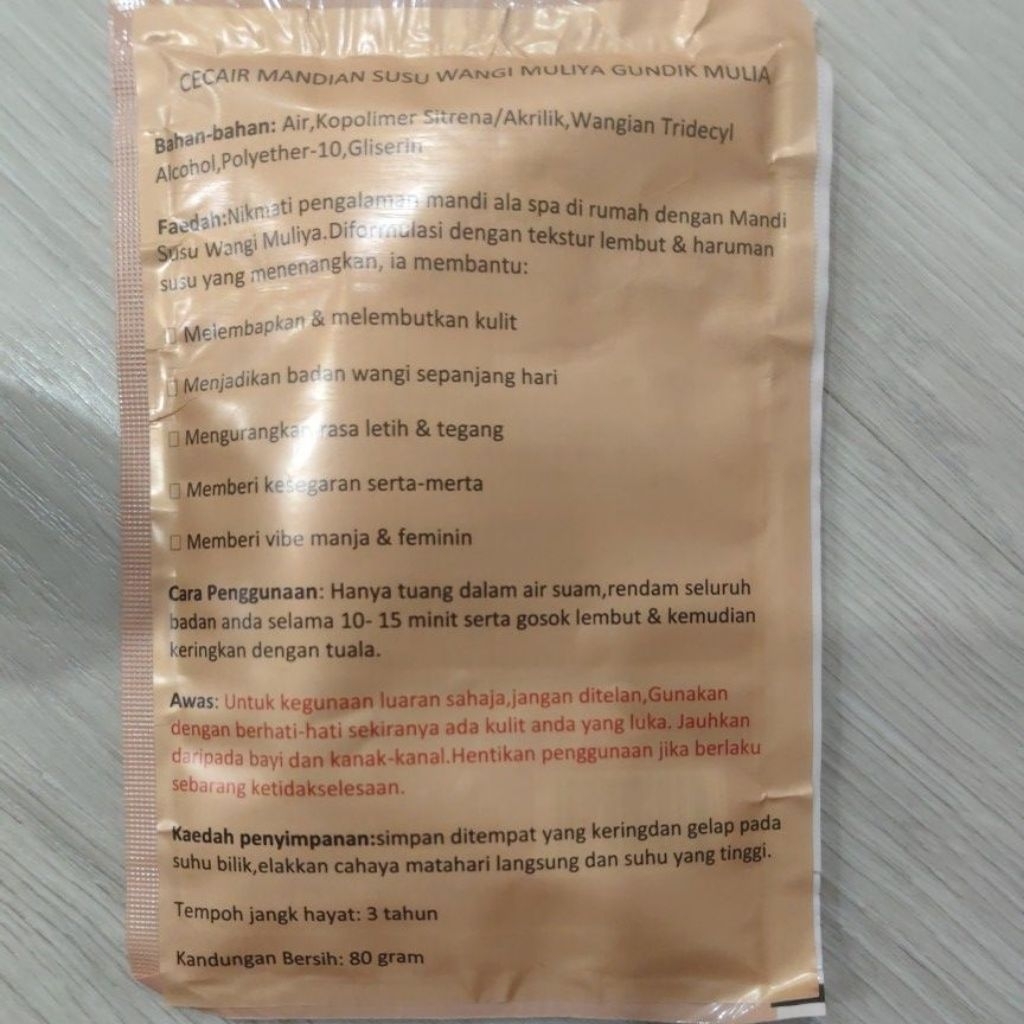 CECAIR MANDIAN SUSU WANGI MULIYA GUNDIK MULIA
Bahan-bahan: Air,Kopolimer Sitrena/Akrilik,Wangian Tridecyl
Alcohol,Polyether-10,Gliserin
Faedah:Nikmati pengalaman mandi ala spa di rumah dengan Mandi
Susu Wangi Muliya.Diformulasi dengan tekstur lembut & haruman
susu yang menenangkan, ia membantu:
▯ Melembapkan & melembutkan kulit
▯ Menjadikan badan wangi sepanjang hari
▯ Mengurangkan rasa letih & tegang
▯ Memberi kesegaran serta-merta
▯ Memberi vibe manja & feminin
Cara Penggunaan: Hanya tuang dalam air suam,rendam seluruh
badan anda selama 10- 15 minit serta gosok lembut & kemudian
keringkan dengan tuala.
Awas: Untuk kegunaan luaran sahaja,jangan ditelan,Gunakan
dengan berhati-hati sekiranya ada kulit anda yang luka. Jauhkan
daripada bayi dan kanak-kanal.Hentikan penggunaan jika berlaku
sebarang ketidakselesaan.
Kaedah penyimpanan:simpan ditempat yang keringdan gelap pada
suhu bilik,elakkan cahaya matahari langsung dan suhu yang tinggi.
Tempoh jangk hayat: 3 tahun
Kandungan Bersih: 80 gram